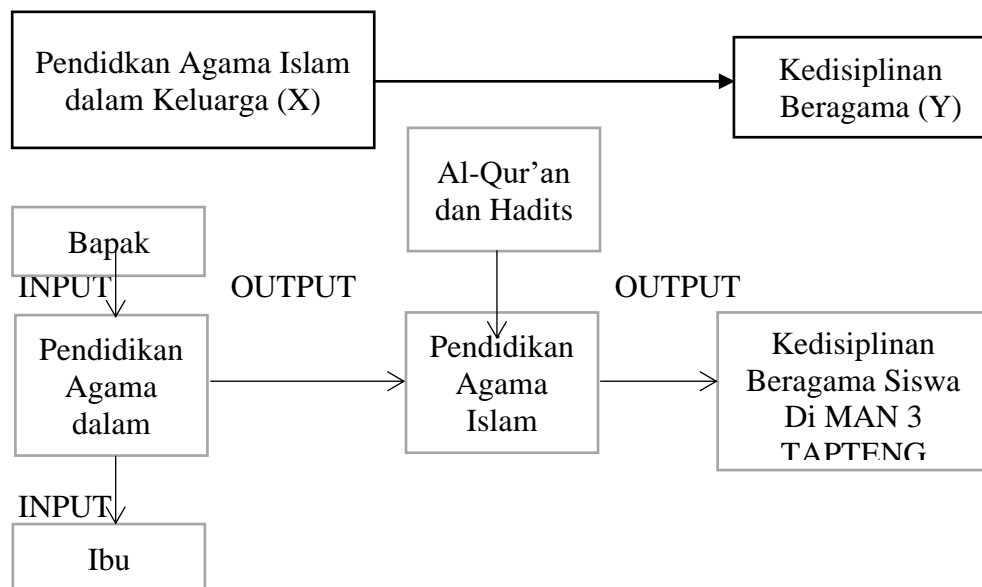 Pendidkan Agama Islam
dalam Keluarga (X)
Kedisiplinan
Beragama (Y)
Al-Qur’an
dan Hadits
Bapak
INPUT
OUTPUT
OUTPUT
Pendidikan
Agama
dalam
Pendidikan
Agama
Islam
Kedisiplinan
Beragama Siswa
Di MAN 3
TAPTENG
INPUT
Ibu